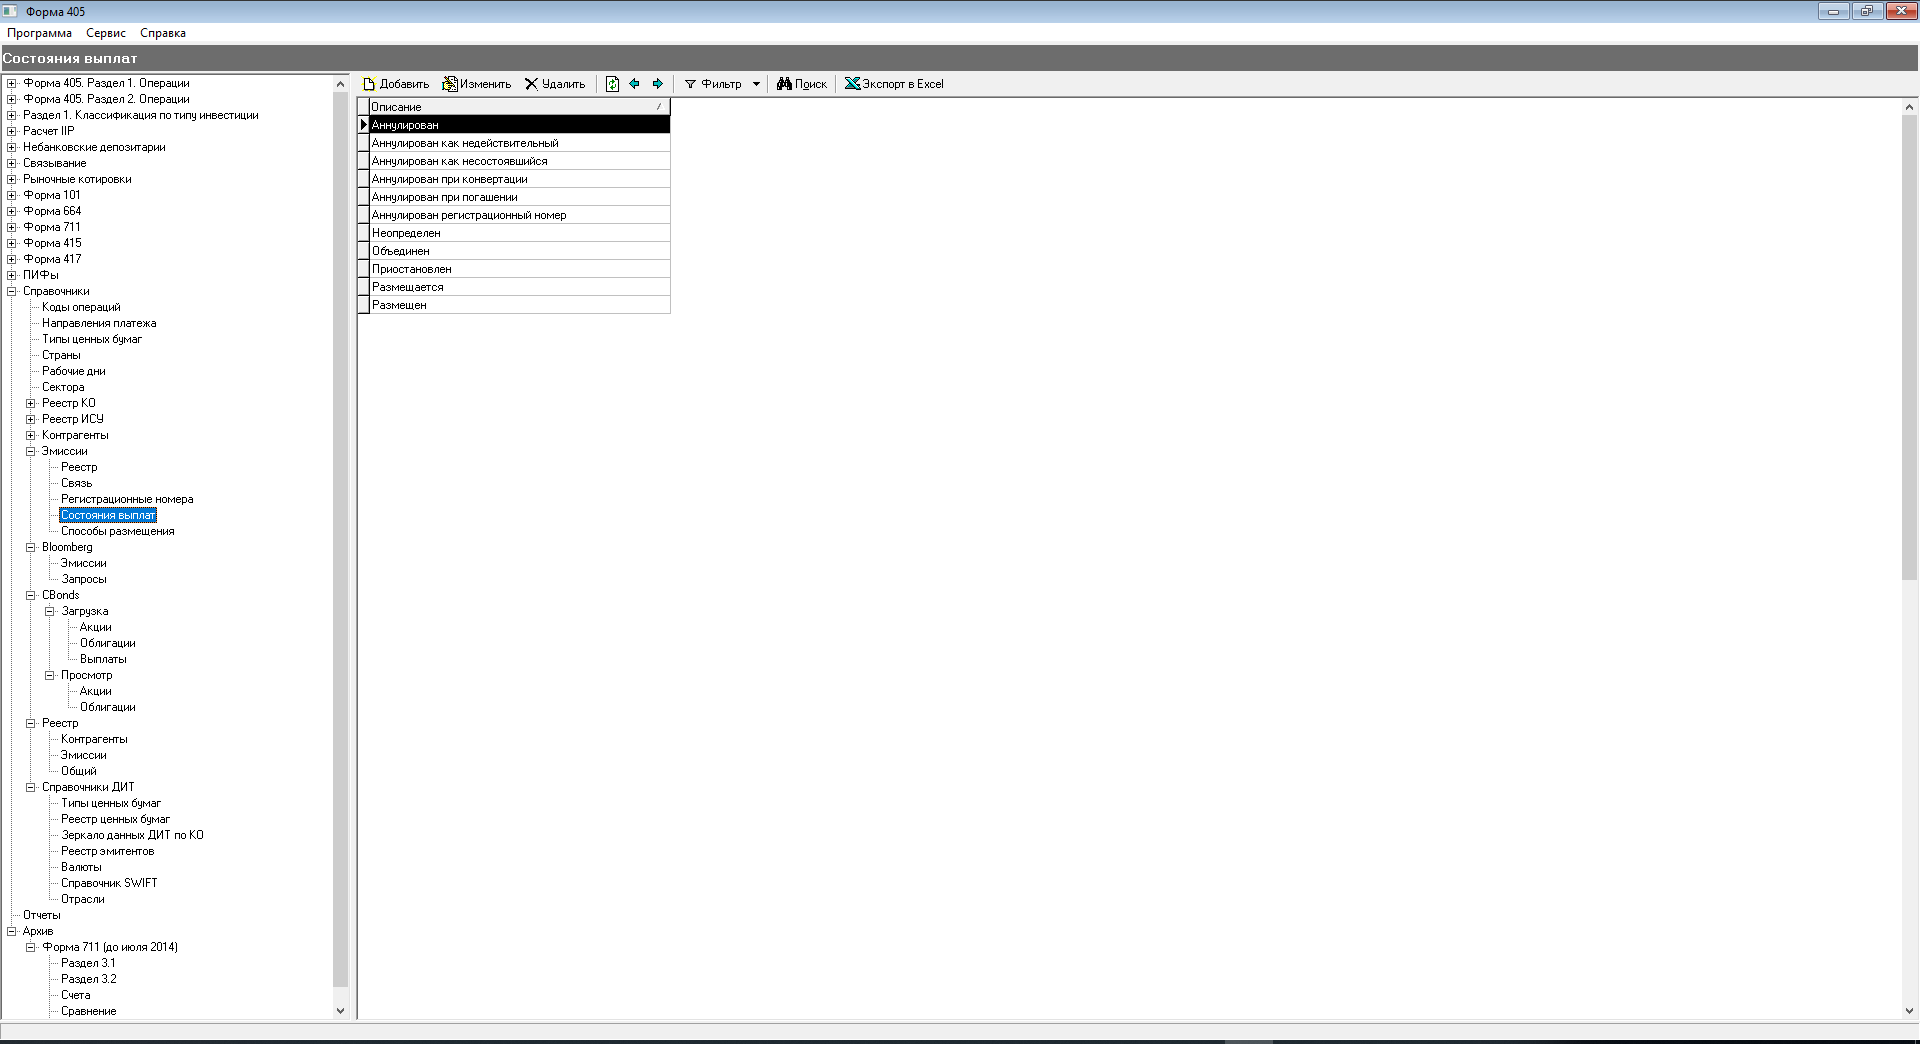 Форма 405
Программа Сервис Справка
Состояния выплат
Форма 405. Раздел 1. Операции
Форма 405. Раздел 2. Операции
Раздел 1. Классификация по типу инвестиции
Расчет IIP
Небанковские депозитарии
Связывание
Рыночные котировки
Форма 101
Форма 664
Форма 711
Форма 415
Форма 417
ПИФы
Справочники
Коды операций
Направления платежа
Типы ценных бумаг
Страны
Рабочие дни
Сектора
Реестр КО
Реестр ИСУ
Контрагенты
Эмиссии
Реестр
Связь
Регистрационные номера
Состояния выплат
Способы размещения
Bloomberg
Эмиссии
Запросы
CBonds
Загрузка
Акции
Облигации
Выплаты
Просмотр
Акции
Облигации
Реестр
Контрагенты
Эмиссии
Общий
Справочники ДИТ
Типы ценных бумаг
Реестр ценных бумаг
Зеркало данных ДИТ по КО
Реестр эмитентов
Валюты
Справочник SWIFT
Отрасли
Отчеты
Архив
Форма 711 (до июля 2014)
Раздел 3.1
Раздел 3.2
Счета
Сравнение
Добавить Изменить Удалить Фильтр Поиск Экспорт в Excel
Описание
Аннулирован
Аннулирован как недействительный
Аннулирован как несостоявшийся
Аннулирован при конвертации
Аннулирован при погашении
Аннулирован регистрационный номер
Неопределен
Объединен
Приостановлен
Размещается
Размещен